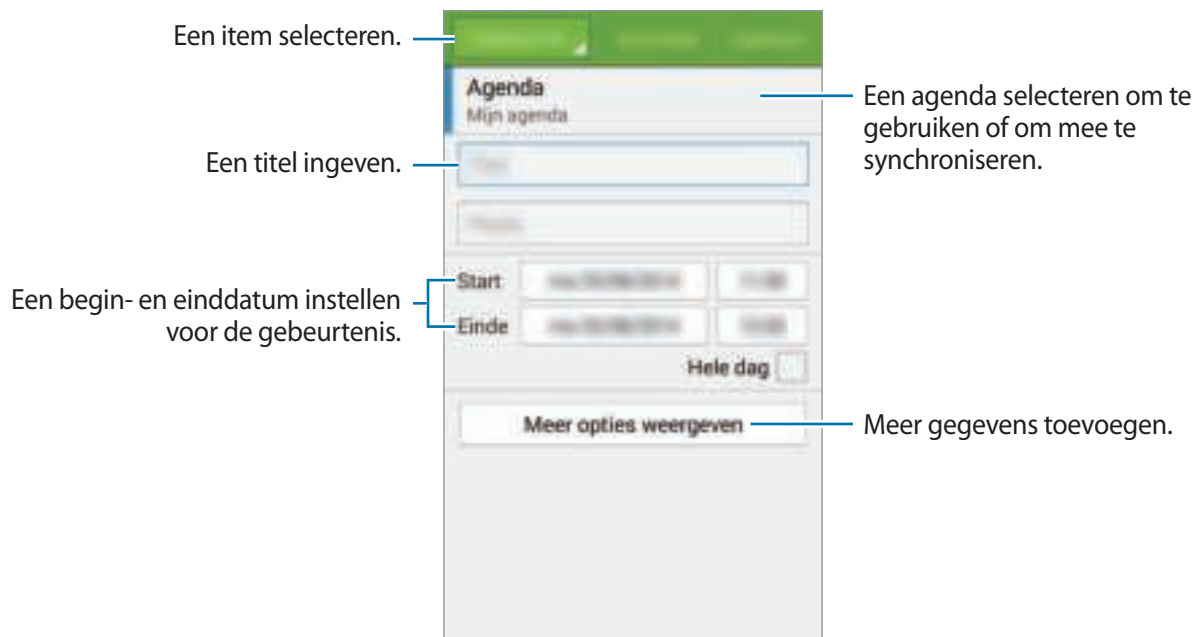 Een item selecteren.
Agenda
Mijn agenda
Een agenda selecteren om te
gebruiken of om mee te
synchroniseren.
Een titel ingeven.
Start
Een begin- en einddatum instellen
voor de gebeurtenis.
Einde
Hele dag
Meer opties weergeven
Meer gegevens toevoegen.